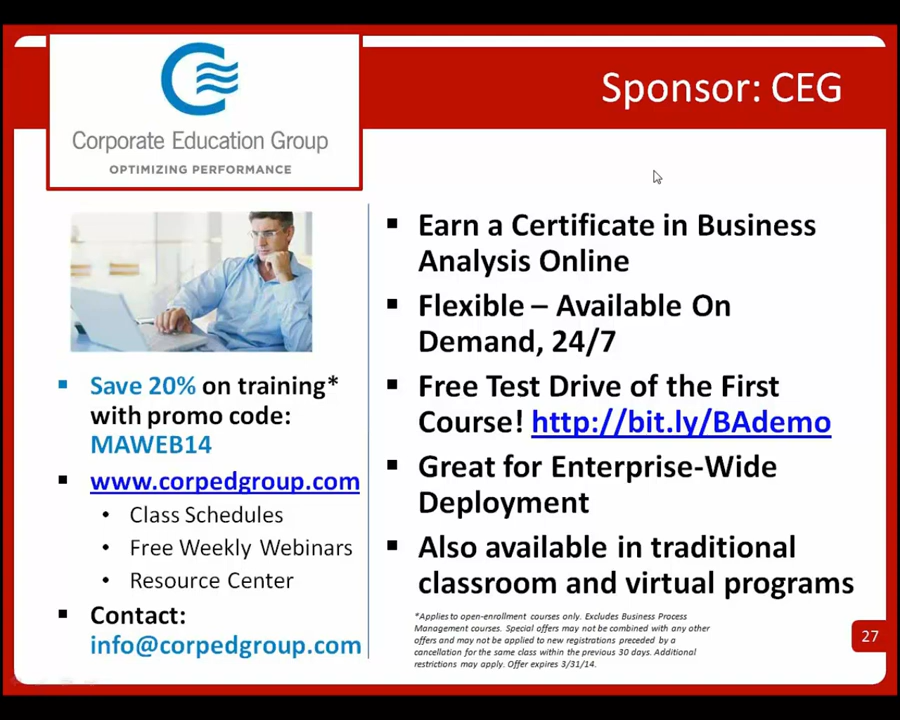 Sponsor: CEG
Corporate Education Group
OPTIMIZING PERFORMANCE
▪ Save 20% on training*
with promo code:
MAWEB14
▪ www.corpedgroup.com
• Class Schedules
• Free Weekly Webinars
• Resource Center
▪ Contact:
info@corpedgroup.com
▪ Earn a Certificate in Business
Analysis Online
▪ Flexible – Available On
Demand, 24/7
▪ Free Test Drive of the First
Course! http://bit.ly/BAdemo
▪ Great for Enterprise-Wide
Deployment
▪ Also available in traditional
classroom and virtual programs
*Applies to open-enrollment courses only. Excludes Business Process
Management courses. Special offers may not be combined with any other
offers and may not be applied to new registrations preceded by a
cancellation for the same class within the previous 30 days. Additional
restrictions may apply. Offer expires 3/31/14.
27